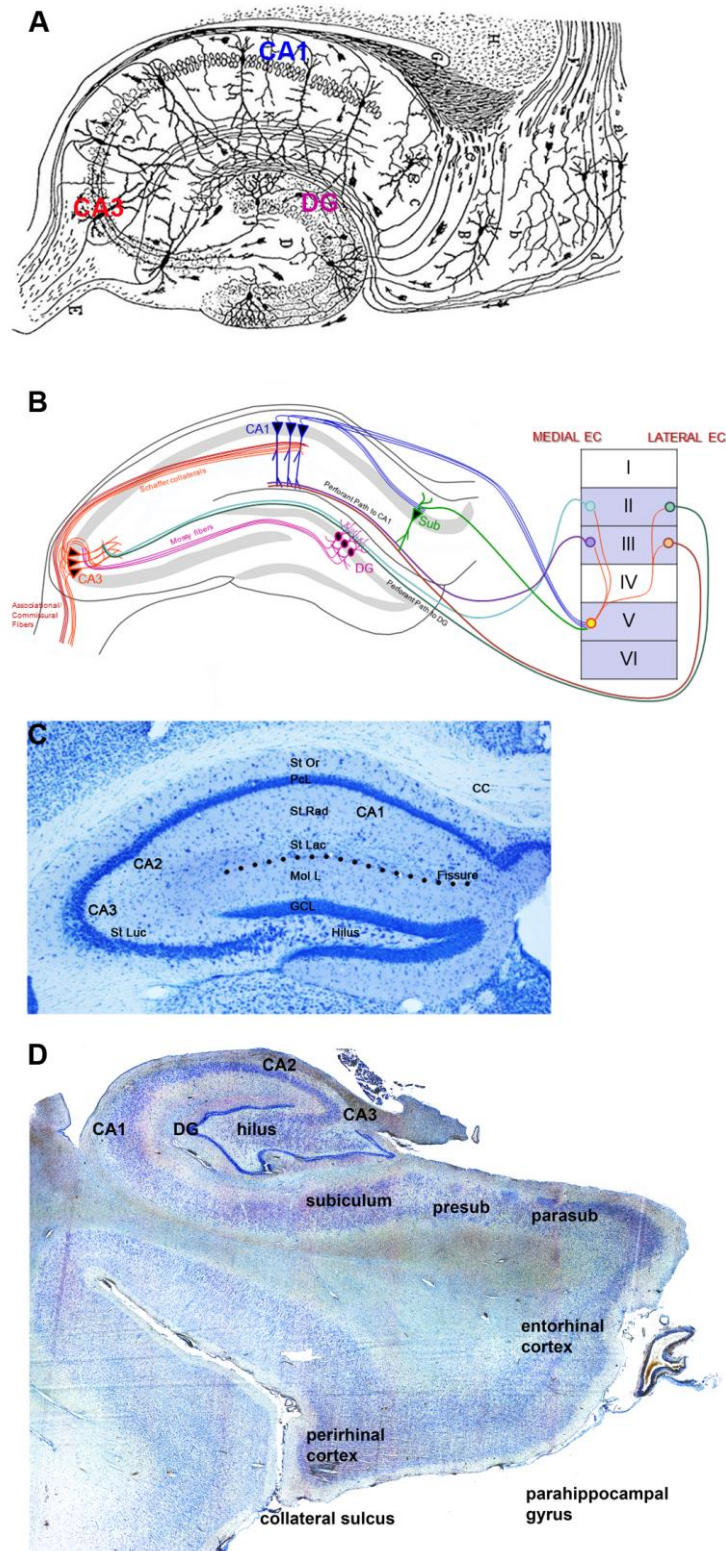 A
CA1
CA3
DG
H
G
F
E
D
C
B
A
b
B
CA1
Schaffer collaterals
Perforant Path to CA1
Sub
Mossy fibers
CA3
DG
Perforant Path to DG
Associational/
Commissural
Fibers
MEDIAL EC
LATERAL EC
I
II
III
IV
V
VI
C
St Or
PcL
CC
St Rad
CA1
St Lac
CA2
Mol L
Fissure
CA3
GCL
St Luc
Hilus
D
CA2
CA3
CA1
DG
hilus
subiculum
presub
parasub
entorhinal
cortex
perirhinal
cortex
collateral sulcus
parahippocampal
gyrus